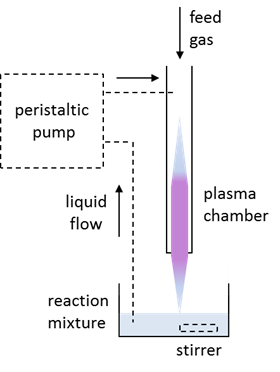 feed
gas
peristaltic
pump
liquid
flow
plasma
chamber
reaction
mixture
stirrer